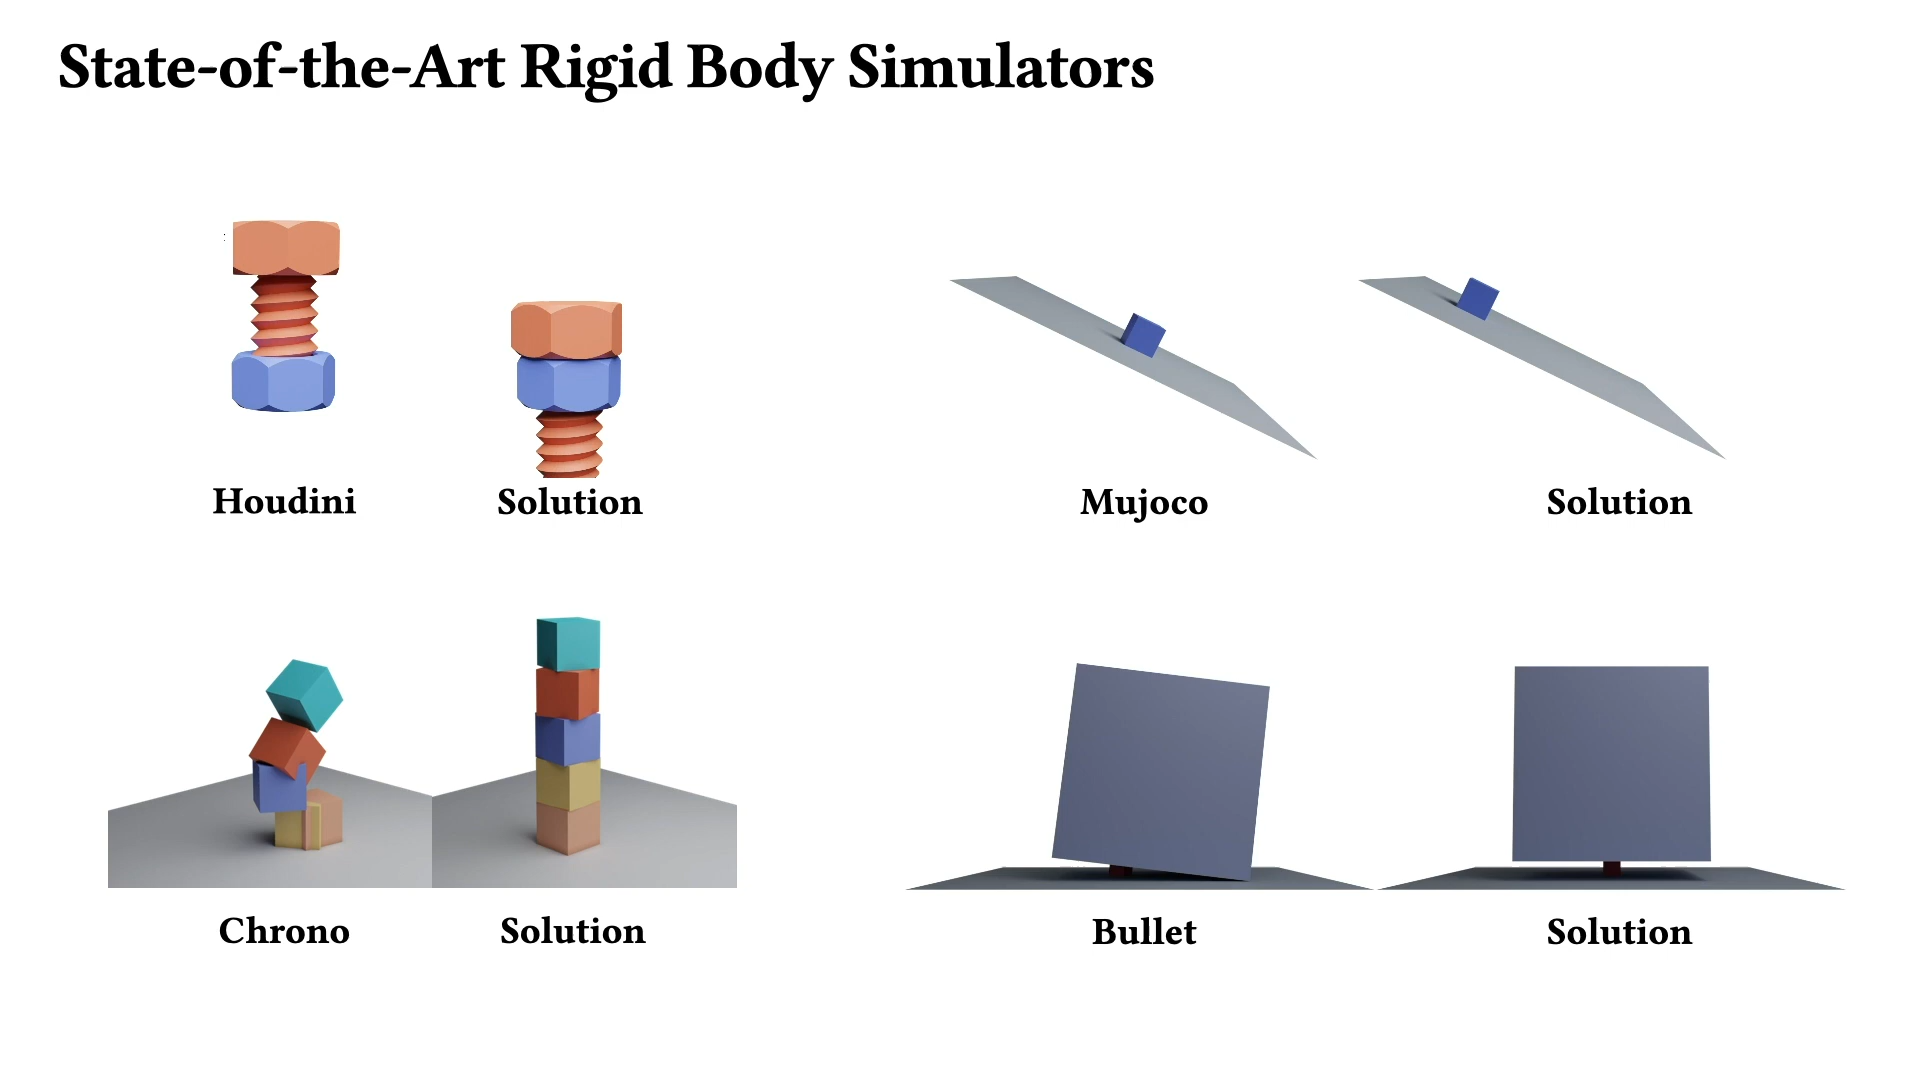 State-of-the-Art Rigid Body Simulators
Houdini
Solution
Mujoco
Solution
Chrono
Solution
Bullet
Solution